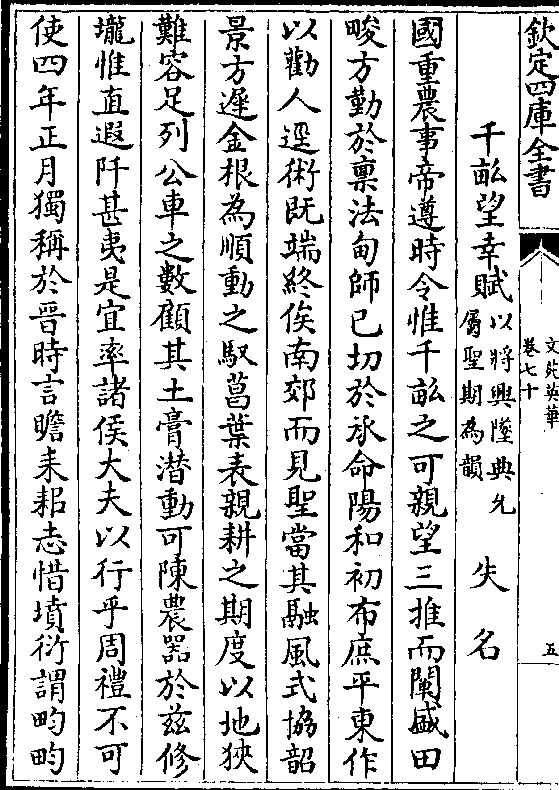 欽定四庫全書
文苑英華
卷七十
五
千畝望幸賦以將興墜典允
屬聖期為韻
失名
國重農事帝遵時令惟千畝之可親望三推而闡盛田
畯方勤於稟法甸師已切於承命陽和初布庶平東作
以勸人逕術既端終俟南郊而見聖當其融風式協韶
景方遲金根為順動之馭菖葉表親耕之期度以地狹
難容足列公車之數顧其土膏潜動可陳農器於兹修
壠惟直遐阡甚夷是宜率諸侯大夫以行乎周禮不可
使四年正月獨稱於晉時言瞻耒耜志惜墳衍謂畇畇